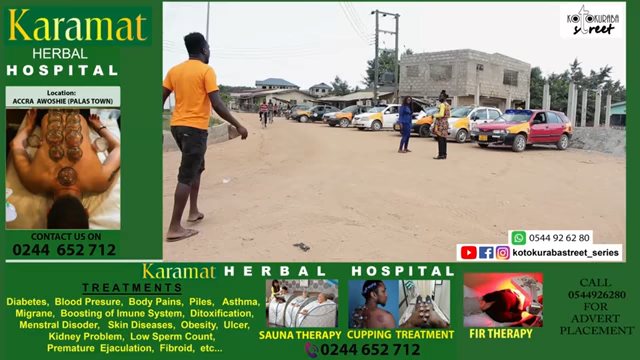 Karamat
HERBAL
HOSPITAL
Location:
ACCRA AWOSHIE (PALAS TOWN)
CONTACT US ON
0244 652 712
KOTOKURABA
street
0544 92 62 80
kotokurabastreet_series
Karamat HERBAL HOSPITAL
TREATMENTS
Diabetes, Blood Presure, Body Pains, Piles, Asthma,
Migrane, Boosting of Imune System, Ditoxification,
Menstral Disoder, Skin Diseases, Obesity, Ulcer,
Kidney Problem, Low Sperm Count,
Premature Ejaculation, Fibroid, etc...
SAUNA THERAPY
CUPPING TREATMENT
FIR THERAPY
0244 652 712
CALL
0544926280
FOR
ADVERT
PLACEMENT